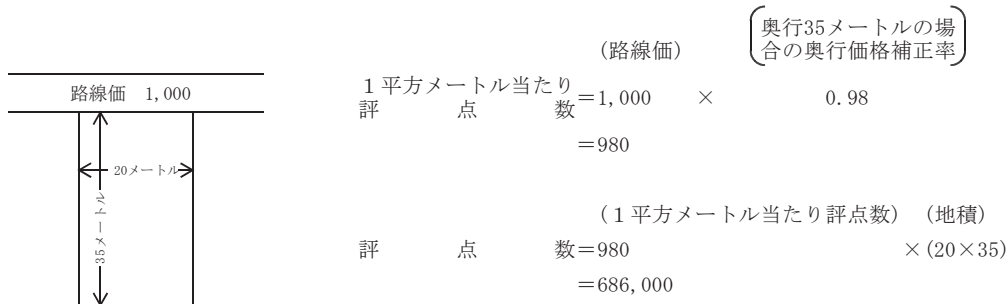 路線価　1,000
20メートル
35メートル
(路線価)
奥行35メートルの場
合の奥行価格補正率
１平方メートル当たり
評点数
=1,000　×　0.98
=980
(１平方メートル当たり評点数)　(地積)
評点数=980　×(20×35)
=686,000